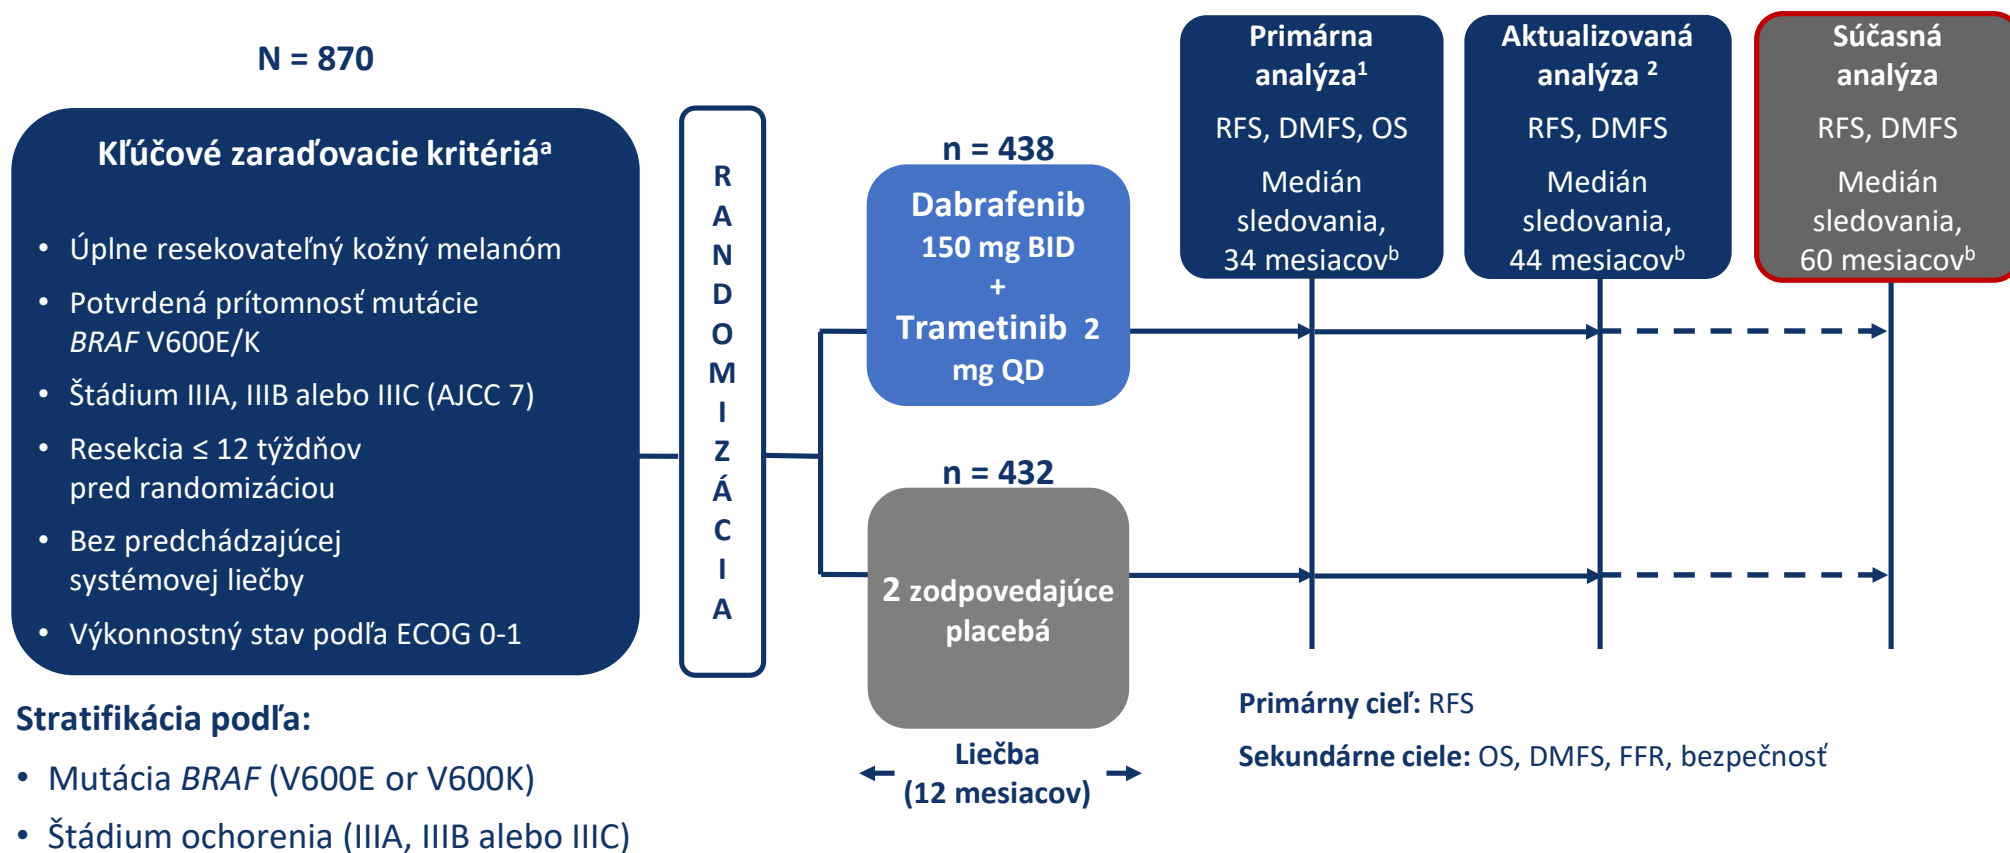 N = 870
Kľúčové zaraďovacie kritériáᵃ
• Úplne resekovateľný kožný melanóm
• Potvrdená prítomnosť mutácie
BRAF V600E/K
• Štádium IIIA, IIIB alebo IIIC (AJCC 7)
• Resekcia ≤ 12 týždňov
pred randomizáciou
• Bez predchádzajúcej
systémovej liečby
• Výkonnostný stav podľa ECOG 0-1
Stratifikácia podľa:
• Mutácia BRAF (V600E or V600K)
• Štádium ochorenia (IIIA, IIIB alebo IIIC)
R
A
N
D
O
M
I
Z
Á
C
I
A
n = 438
Dabrafenib
150 mg BID
+
Trametinib 2
mg QD
n = 432
2 zodpovedajúce
placebá
Liečba
(12 mesiacov)
Primárna
analýza¹
RFS, DMFS, OS
Medián
sledovania,
34 mesiacovᵇ
Aktualizovaná
analýza ²
RFS, DMFS
Medián
sledovania,
44 mesiacovᵇ
Súčasná
analýza
RFS, DMFS
Medián
sledovania,
60 mesiacovᵇ
Primárny cieľ: RFS
Sekundárne ciele: OS, DMFS, FFR, bezpečnosť